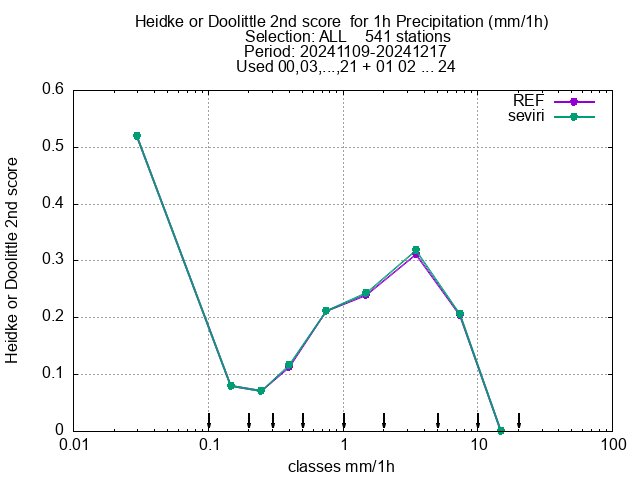 Heidke or Doolittle 2nd score  for 1h Precipitation (mm/1h)
Selection: ALL    541 stations
Period: 20241109-20241217
Used 00,03,...,21 + 01 02 ... 24
REF
seviri
0.6
0.5
0.4
0.3
0.2
0.1
0
Heidke or Doolittle 2nd score
0.01 0.1 1 10 100
classes mm/1h